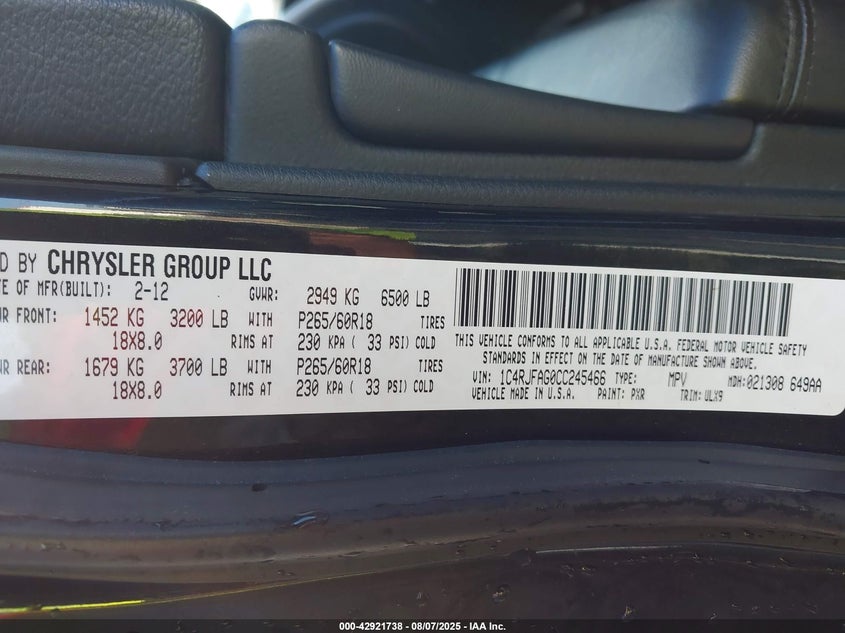 D BY CHRYSLER GROUP LLC
TE OF MFR(BUILT): 2-12 GVWR: 2949 KG 6500 LB
WR FRONT: 1452 KG 3200 LB WITH P265/60R18 TIRES
18X8.0 RIMS AT 230 KPA ( 33 PSI) COLD
WR REAR: 1679 KG 3700 LB WITH P265/60R18 TIRES
18X8.0 RIMS AT 230 KPA ( 33 PSI) COLD
THIS VEHICLE CONFORMS TO ALL APPLICABLE U.S.A. FEDERAL MOTOR VEHICLE SAFETY
STANDARDS IN EFFECT ON THE DATE OF MANUFACTURE SHOWN ABOVE.
VIN: 1C4RJFAG0CC245466 TYPE: MPV MDH: 021308 649AA
VEHICLE MADE IN U.S.A. PAINT: PXR TRIM: ULX9
000-42921738 - 08/07/2025 - IAA Inc.